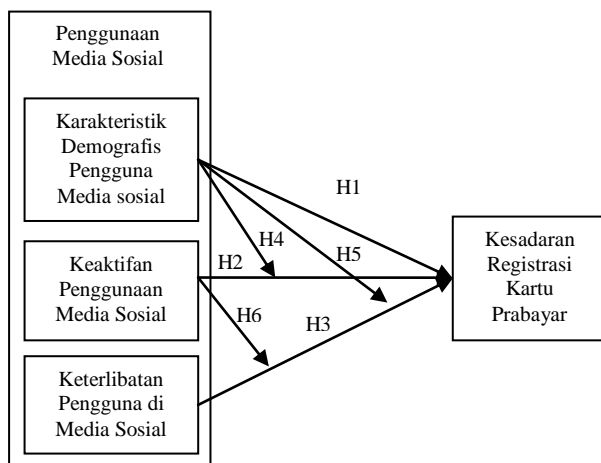 Penggunaan
Media Sosial
Karakteristik
Demografis
Pengguna
Media sosial
H1
H4
H5
H2
Keaktifan
Penggunaan
Media Sosial
Kesadaran
Registrasi
Kartu
Prabayar
H6
H3
Keterlibatan
Pengguna di
Media Sosial